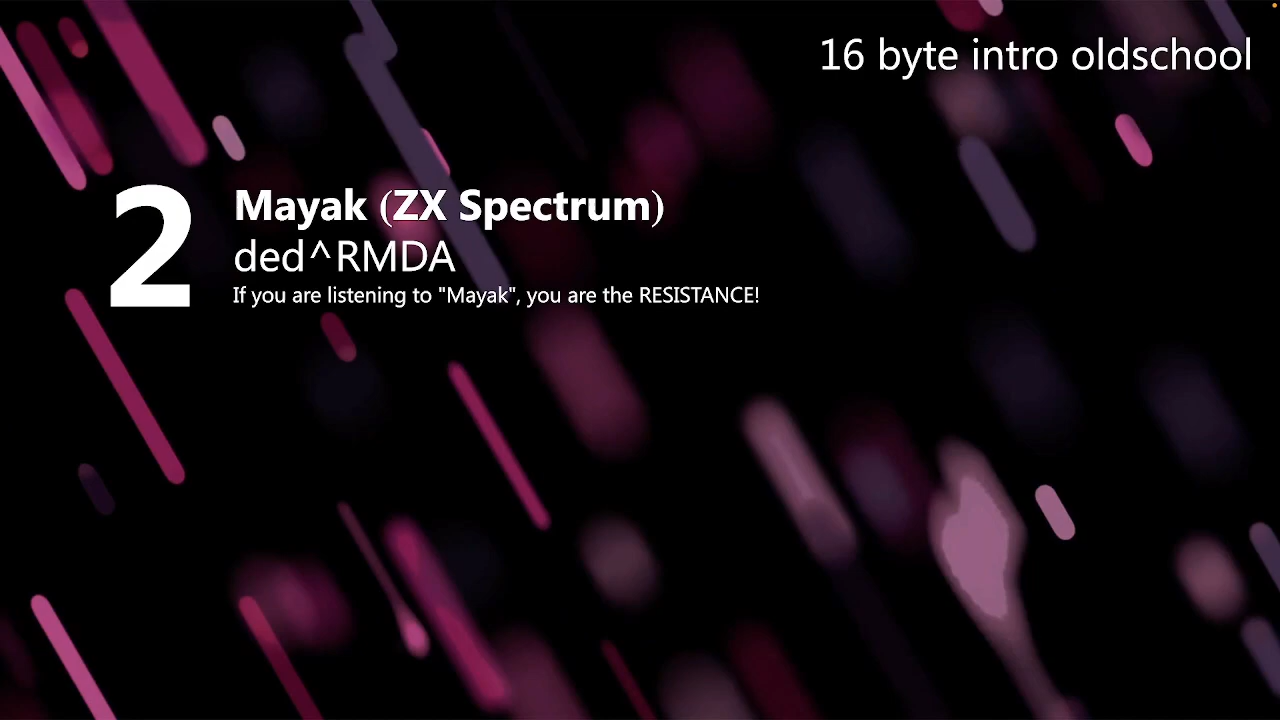 16 byte intro oldschool
2
Mayak (ZX Spectrum)
ded^RMDA
If you are listening to "Mayak", you are the RESISTANCE!